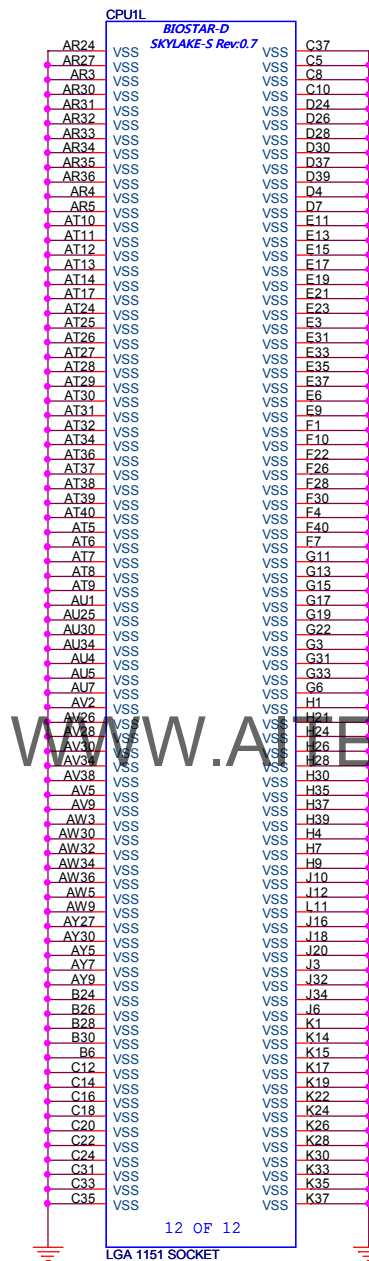 CPU1L
BIOSTAR-D
SKYLAKE-S Rev:0.7
AR24 VSS VSS C37
AR27 VSS VSS C5
AR3 VSS VSS C8
AR30 VSS VSS C10
AR31 VSS VSS D24
AR32 VSS VSS D26
AR33 VSS VSS D28
AR34 VSS VSS D30
AR35 VSS VSS D37
AR36 VSS VSS D39
AR4 VSS VSS D4
AR5 VSS VSS D7
AT10 VSS VSS E11
AT11 VSS VSS E13
AT12 VSS VSS E15
AT13 VSS VSS E17
AT14 VSS VSS E19
AT17 VSS VSS E21
AT24 VSS VSS E23
AT25 VSS VSS E3
AT26 VSS VSS E31
AT27 VSS VSS E33
AT28 VSS VSS E35
AT29 VSS VSS E37
AT30 VSS VSS E6
AT31 VSS VSS E9
AT32 VSS VSS F1
AT34 VSS VSS F10
AT36 VSS VSS F22
AT37 VSS VSS F26
AT38 VSS VSS F28
AT39 VSS VSS F30
AT40 VSS VSS F4
AT5 VSS VSS F40
AT6 VSS VSS F7
AT7 VSS VSS G11
AT8 VSS VSS G13
AT9 VSS VSS G15
AU1 VSS VSS G17
AU25 VSS VSS G19
AU30 VSS VSS G22
AU34 VSS VSS G3
AU4 VSS VSS G31
AU5 VSS VSS G33
AU7 VSS VSS G6
AV2 VSS VSS H1
AV26 VSS VSS H21
AV28 VSS VSS H24
WWW.AITE
AV30 VSS VSS H26
AV34 VSS VSS H28
AV38 VSS VSS H30
AV5 VSS VSS H35
AV9 VSS VSS H37
AW3 VSS VSS H39
AW30 VSS VSS H4
AW32 VSS VSS H7
AW34 VSS VSS H9
AW36 VSS VSS J10
AW5 VSS VSS J12
AW9 VSS VSS L11
AY27 VSS VSS J16
AY30 VSS VSS J18
AY5 VSS VSS J20
AY7 VSS VSS J3
AY9 VSS VSS J32
B24 VSS VSS J34
B26 VSS VSS J6
B28 VSS VSS K1
B30 VSS VSS K14
B6 VSS VSS K15
C12 VSS VSS K17
C14 VSS VSS K19
C16 VSS VSS K22
C18 VSS VSS K24
C20 VSS VSS K26
C22 VSS VSS K28
C24 VSS VSS K30
C31 VSS VSS K33
C33 VSS VSS K35
C35 VSS VSS K37
12 OF 12
LGA 1151 SOCKET